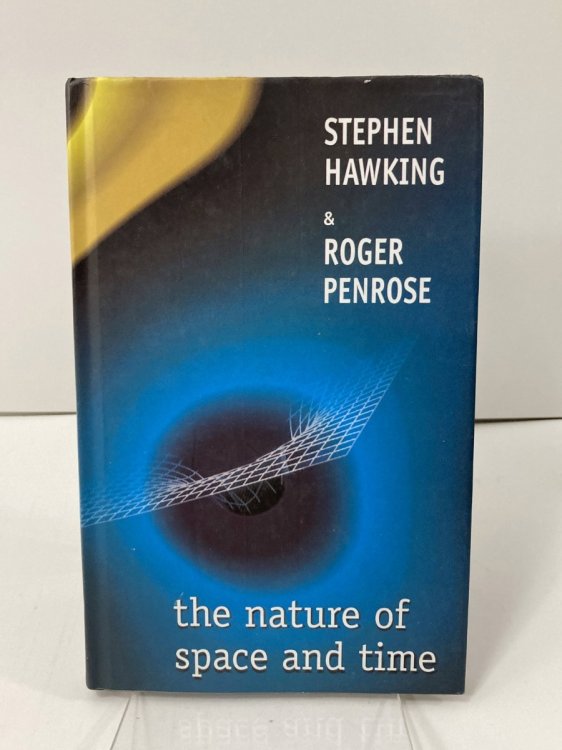 STEPHEN
HAWKING
&
ROGER
PENROSE
the nature of
space and time